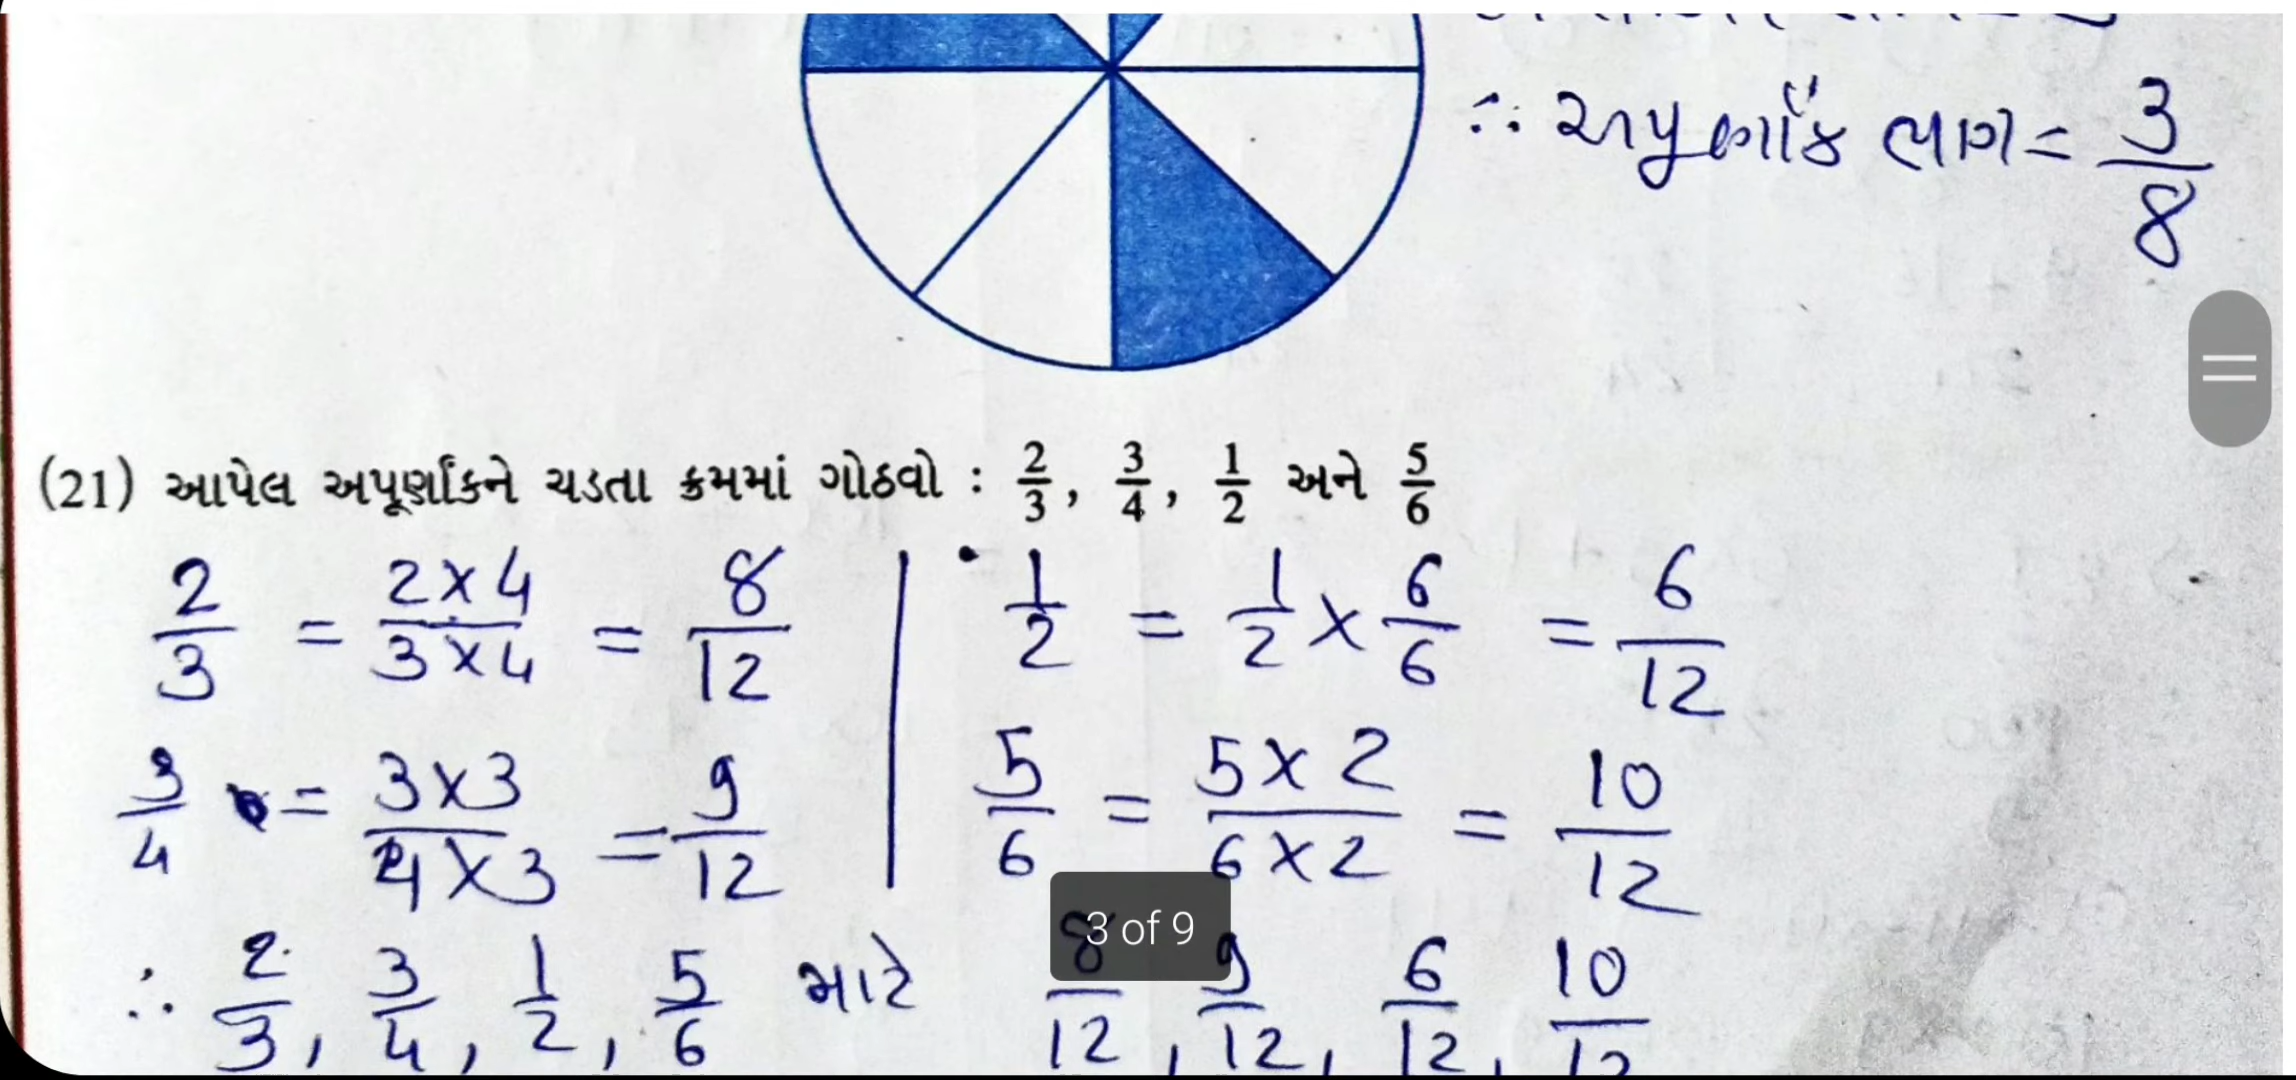 ∴ અપુર્ણાંક ભાગ = 3/8
(21) આપેલ અપૂર્ણાંકને ચડતા ક્રમમાં ગોઠવો : 2/3, 3/4, 1/2 અને 5/6
2/3 = 2×4/3×4 = 8/12 | 1/2 = 1/2 × 6/6 = 6/12
3/4 = 3×3/4×3 = 9/12 | 5/6 = 5×2/6×2 = 10/12
3 of 9
∴ 2/3, 3/4, 1/2, 5/6 માટે 8/12, 9/12, 6/12, 10/12